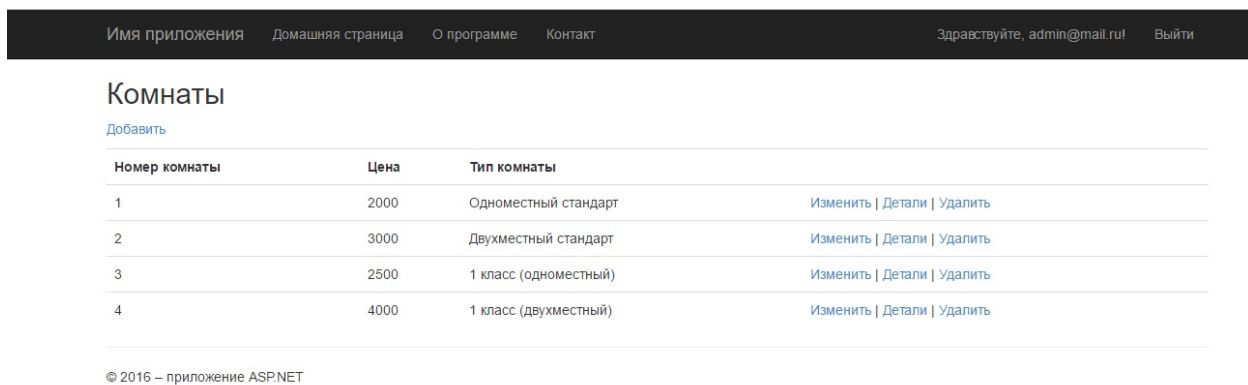 Имя приложения Домашняя страница О программе Контакт Здравствуйте, admin@mail.ru! Выйти
Комнаты
Добавить
Номер комнаты Цена Тип комнаты
1 2000 Одноместный стандарт Изменить | Детали | Удалить
2 3000 Двухместный стандарт Изменить | Детали | Удалить
3 2500 1 класс (одноместный) Изменить | Детали | Удалить
4 4000 1 класс (двухместный) Изменить | Детали | Удалить
© 2016 – приложение ASP.NET